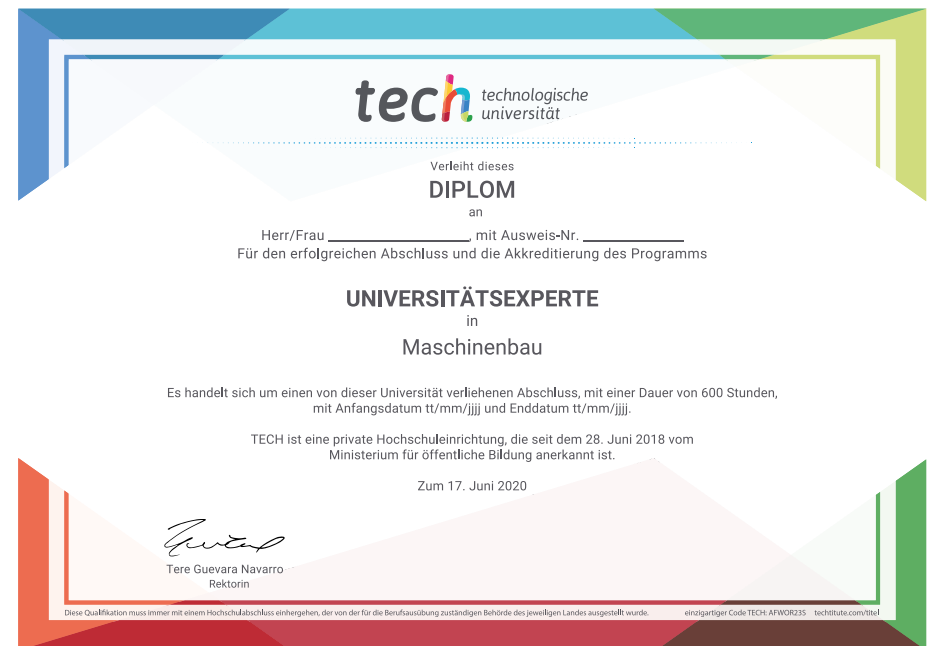 tech technologische
universität
Verleiht dieses
DIPLOM
an
Herr/Frau ____________________, mit Ausweis-Nr. ______________
Für den erfolgreichen Abschluss und die Akkreditierung des Programms
UNIVERSITÄTSEXPERTE
in
Maschinenbau
Es handelt sich um einen von dieser Universität verliehenen Abschluss, mit einer Dauer von 600 Stunden,
mit Anfangsdatum tt/mm/jjjj und Enddatum tt/mm/jjjj.
TECH ist eine private Hochschuleinrichtung, die seit dem 28. Juni 2018 vom
Ministerium für öffentliche Bildung anerkannt ist.
Zum 17. Juni 2020
Tere Guevara Navarro
Rektorin
Diese Qualifikation muss immer mit einem Hochschulabschluss einhergehen, der von der für die Berufsausübung zuständigen Behörde des jeweiligen Landes ausgestellt wurde. einzigartiger Code TECH: AFWOR23S techtitute.com/titel